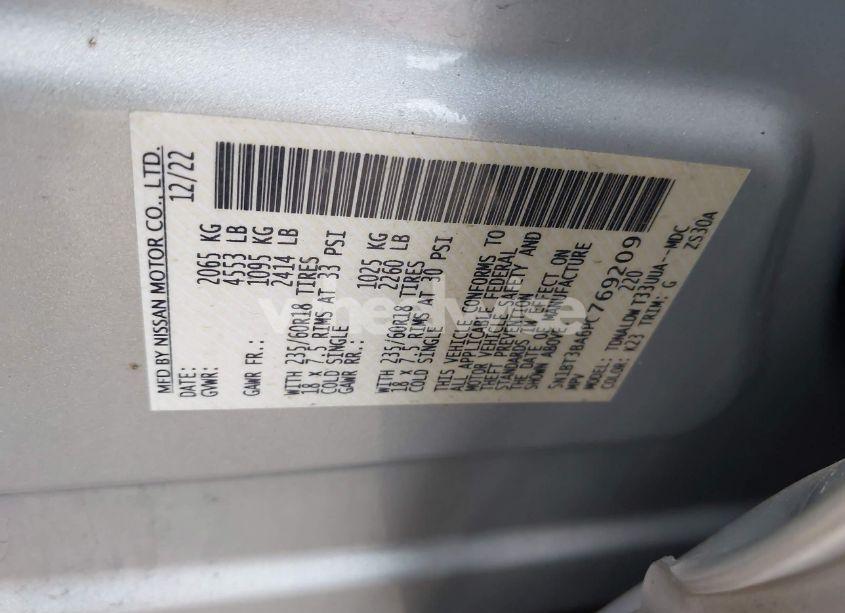 MFD BY NISSAN MOTOR CO., LTD.
DATE: 12/22
GVWR: 2065 KG
4553 LB
GAWR FR.: 1095 KG
2414 LB
WITH 235/60R18 TIRES
18 X 7.5 RIMS AT 33 PSI
COLD SINGLE
GAWR RR.: 1025 KG
2260 LB
WITH 235/60R18 TIRES
18 X 7.5 RIMS AT 30 PSI
COLD SINGLE
THIS VEHICLE CONFORMS TO
ALL APPLICABLE FEDERAL
MOTOR VEHICLE SAFETY AND
THEFT PREVENTION
STANDARDS IN EFFECT ON
THE DATE OF MANUFACTURE
SHOWN ABOVE.
769209
MPV
MODEL: 220
COLOR: K23 TRIM: G ZS30A